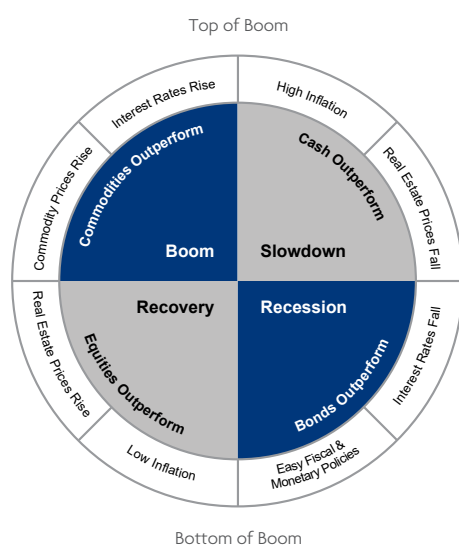 Top of Boom
Interest Rates Rise
High Inflation
Commodity Prices Rise
Commodities Outperform
Cash Outperform
Real Estate Prices Fall
Boom
Slowdown
Recovery
Recession
Real Estate Prices Rise
Equities Outperform
Bonds Outperform
Interest Rates Fall
Low Inflation
Easy Fiscal &
Monetary Policies
Bottom of Boom